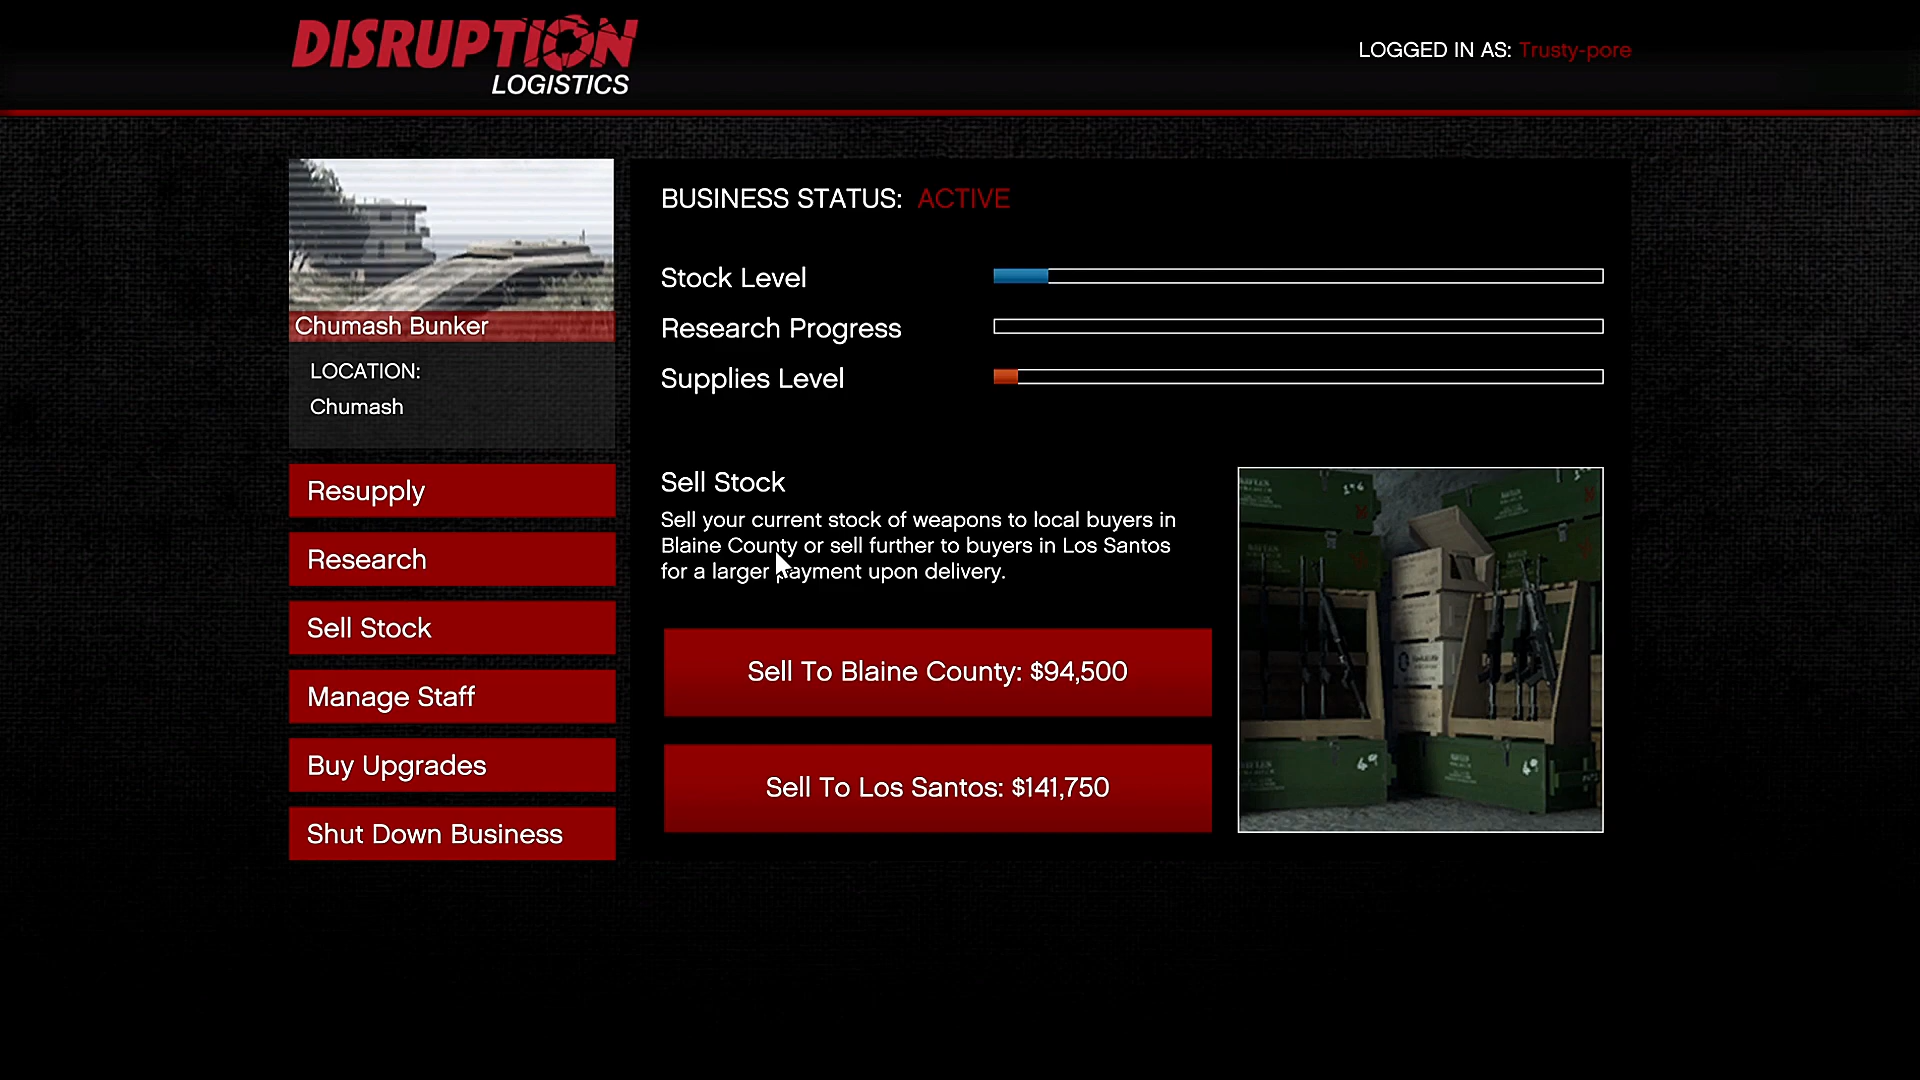 DISRUPTION
LOGISTICS
LOGGED IN AS: Trusty-pore
Chumash Bunker
LOCATION:
Chumash
Resupply
Research
Sell Stock
Manage Staff
Buy Upgrades
Shut Down Business
BUSINESS STATUS: ACTIVE
Stock Level
Research Progress
Supplies Level
Sell Stock
Sell your current stock of weapons to local buyers in
Blaine County or sell further to buyers in Los Santos
for a larger payment upon delivery.
Sell To Blaine County: $94,500
Sell To Los Santos: $141,750